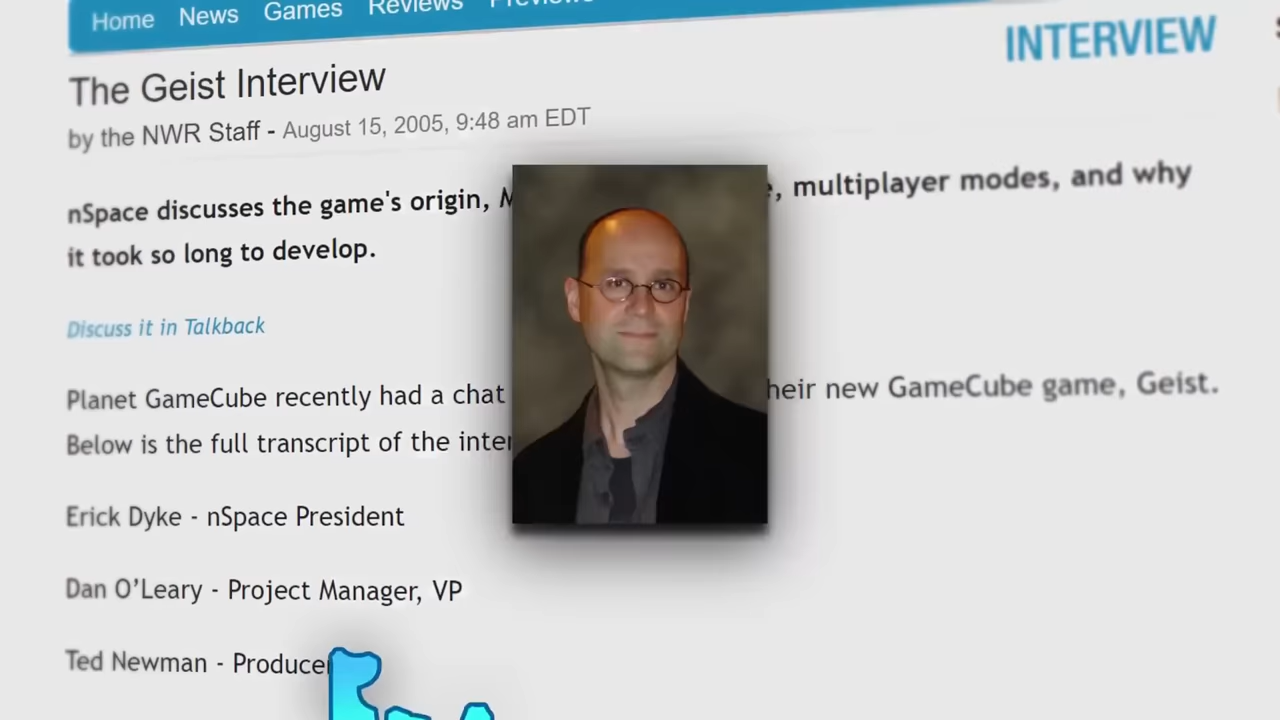 Home News Games Reviews Previews
INTERVIEW
The Geist Interview
by the NWR Staff - August 15, 2005, 9:48 am EDT
nSpace discusses the game's origin, , multiplayer modes, and why
it took so long to develop.
Discuss it in Talkback
Planet GameCube recently had a chat heir new GameCube game, Geist.
Below is the full transcript of the inter
Erick Dyke - nSpace President
Dan O’Leary - Project Manager, VP
Ted Newman - Producer